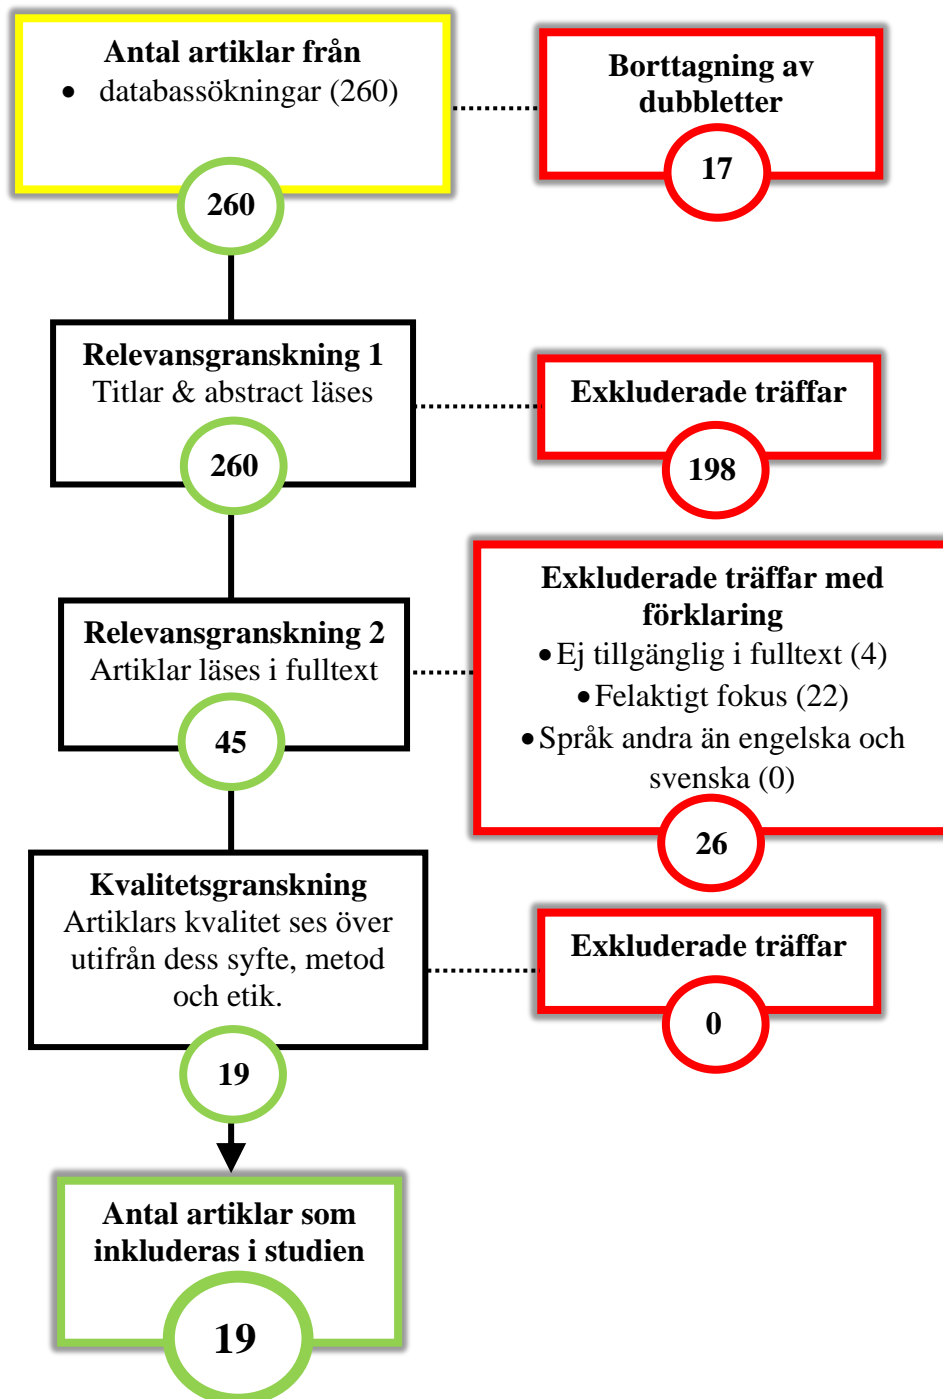 Antal artiklar från
• databassökningar (260)
260
Borttagning av
dubbletter
17
Relevansgranskning 1
Titlar & abstract läses
260
Exkluderade träffar
198
Relevansgranskning 2
Artiklar läses i fulltext
45
Exkluderade träffar med
förklaring
• Ej tillgänglig i fulltext (4)
• Felaktigt fokus (22)
• Språk andra än engelska och
svenska (0)
26
Kvalitetsgranskning
Artiklars kvalitet ses över
utifrån dess syfte, metod
och etik.
19
Exkluderade träffar
0
Antal artiklar som
inkluderas i studien
19